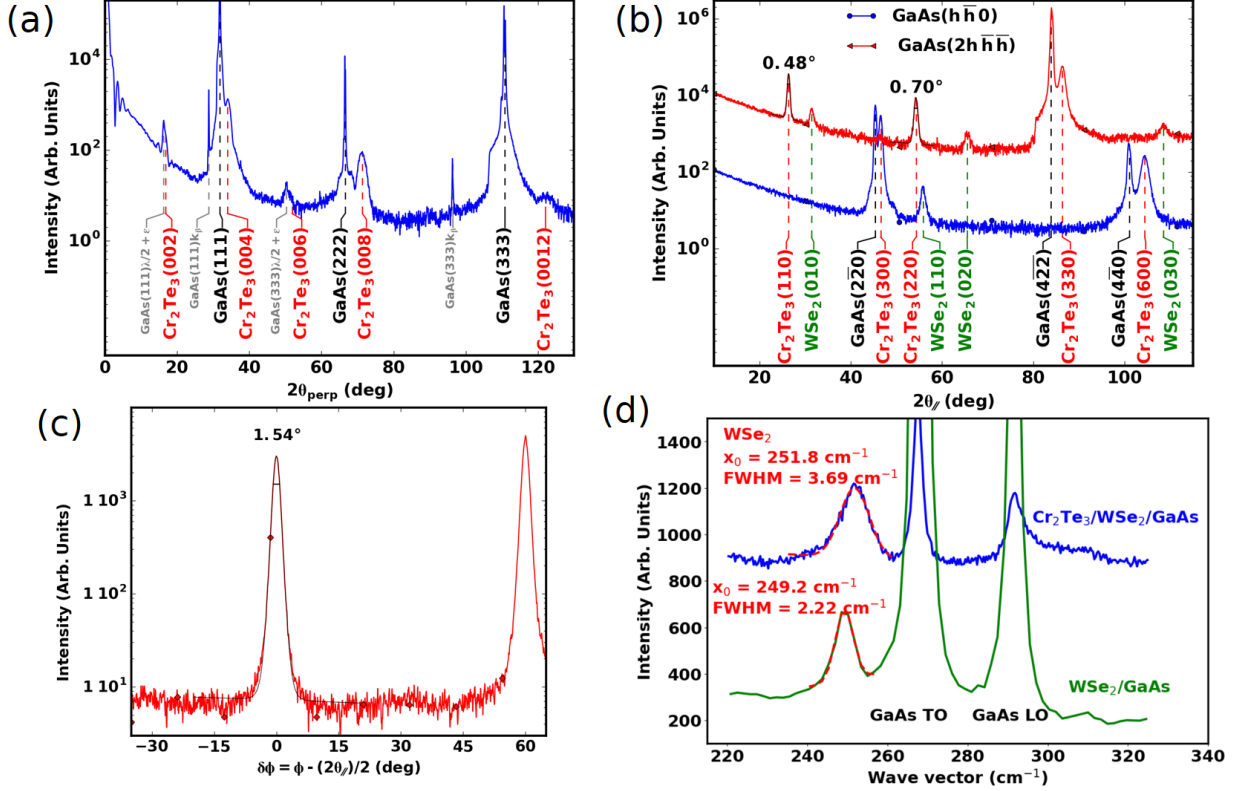 (a)
Intensity (Arb. Units)
10⁴
10²
10⁰
GaAs(111)λ/2 + ε
Cr₂Te₃(002)
GaAs(111)kᵦ
GaAs(111)
Cr₂Te₃(004)
GaAs(333)λ/2 + ε
Cr₂Te₃(006)
GaAs(222)
Cr₂Te₃(008)
GaAs(333)kᵦ
GaAs(333)
Cr₂Te₃(0012)
0 20 40 60 80 100 120
2θperp (deg)
(b)
Intensity (Arb. Units)
10⁶
10⁴
10²
10⁰
GaAs(h h̅ 0)
GaAs(2h h̅ h̅)
0.48°
0.70°
Cr₂Te₃(110)
WSe₂(010)
GaAs(22̅0)
Cr₂Te₃(300)
Cr₂Te₃(220)
WSe₂(110)
WSe₂(020)
GaAs(42̅2̅)
Cr₂Te₃(330)
GaAs(44̅0)
Cr₂Te₃(600)
WSe₂(030)
20 40 60 80 100
2θ⫽ (deg)
(c)
1.54°
Intensity (Arb. Units)
1 10³
1 10²
1 10¹
−30 −15 0 15 30 45 60
δϕ = ϕ - (2θ⫽)/2 (deg)
(d)
Intensity (Arb. Units)
1400
1200
1000
800
600
400
200
WSe₂
x₀ = 251.8 cm⁻¹
FWHM = 3.69 cm⁻¹
Cr₂Te₃/WSe₂/GaAs
x₀ = 249.2 cm⁻¹
FWHM = 2.22 cm⁻¹
WSe₂/GaAs
GaAs TO
GaAs LO
220 240 260 280 300 320 340
Wave vector (cm⁻¹)